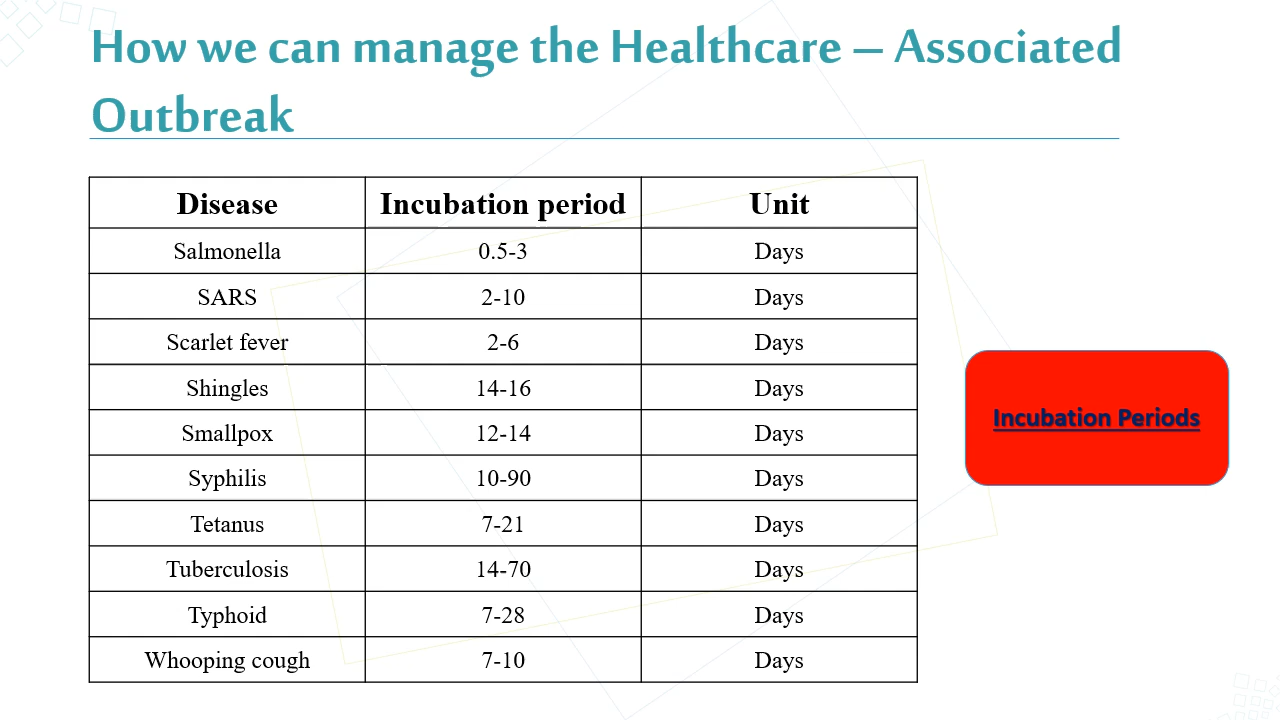 How we can manage the Healthcare – Associated
Outbreak
Disease Incubation period Unit
Salmonella 0.5-3 Days
SARS 2-10 Days
Scarlet fever 2-6 Days
Shingles 14-16 Days
Smallpox 12-14 Days
Syphilis 10-90 Days
Tetanus 7-21 Days
Tuberculosis 14-70 Days
Typhoid 7-28 Days
Whooping cough 7-10 Days
Incubation Periods